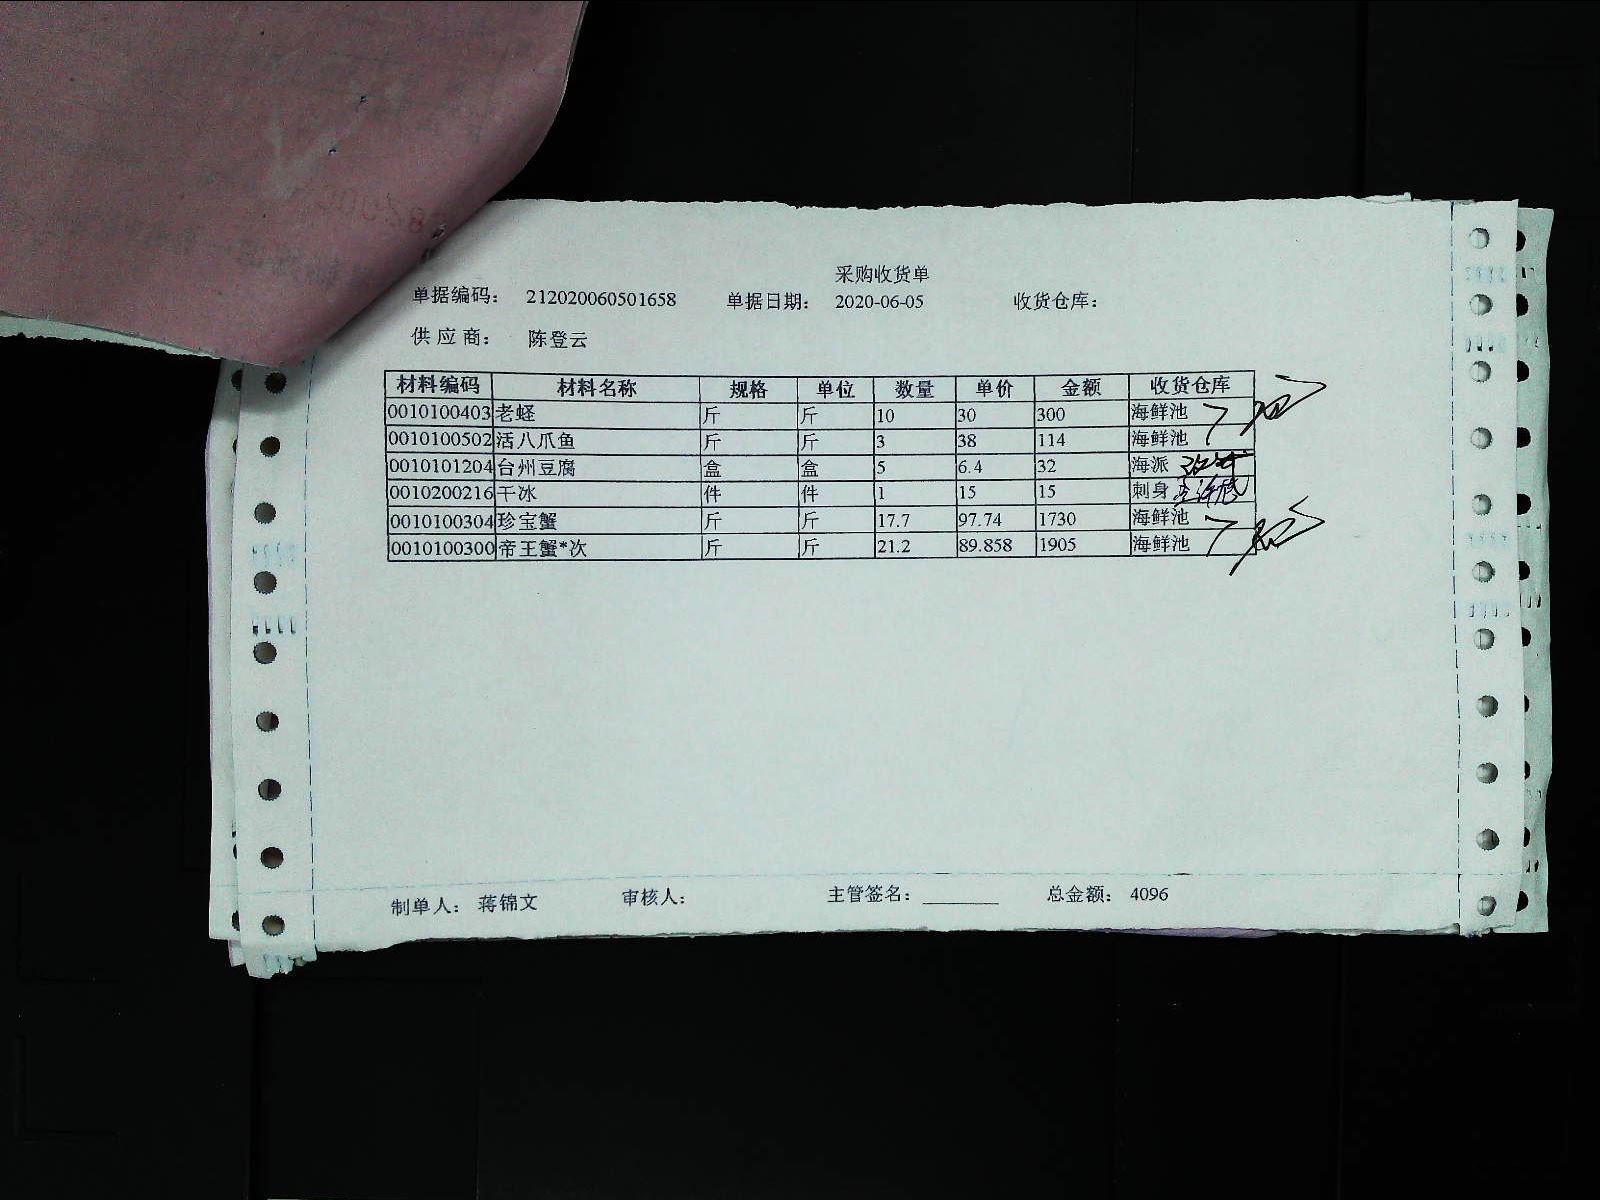 采购收货单
单据编码： 212020060501658 单据日期： 2020-06-05 收货仓库：
供 应 商： 陈登云
材料编码 材料名称 规格 单位 数量 单价 金额 收货仓库
0010100403 老蛏 斤 斤 10 30 300 海鲜池
0010100502 活八爪鱼 斤 斤 3 38 114 海鲜池
0010101204 台州豆腐 盒 盒 5 6.4 32 海派
0010200216 干冰 件 件 1 15 15 刺身
0010100304 珍宝蟹 斤 斤 17.7 97.74 1730 海鲜池
0010100300 帝王蟹*次 斤 斤 21.2 89.858 1905 海鲜池
制单人： 蒋锦文 审核人： 主管签名：________ 总金额： 4096